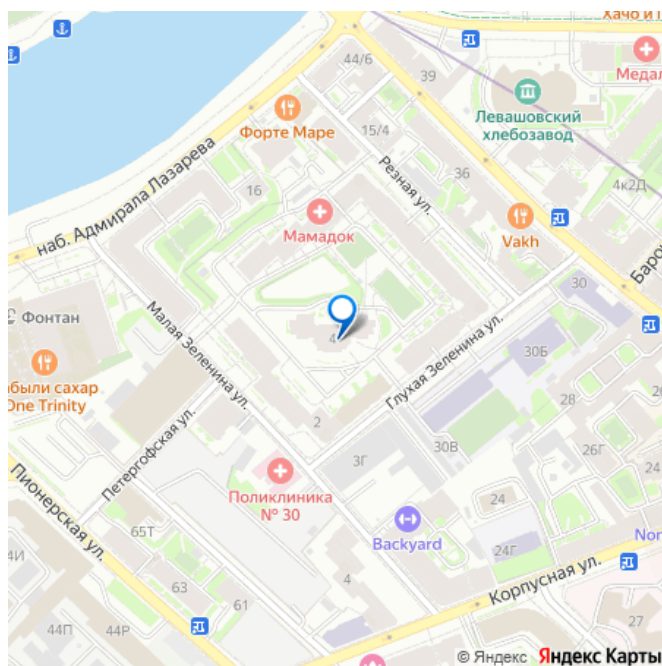 Хачо и П
44/6
39
Медал
Левашовский
хлебозавод
Форте Маре
15/4
4к2Д
36
Резная ул.
16
наб. Адмирала Лазарева
Мамадок
Vakh
Баро
30
Фонтан
Малая Зеленина ул.
Глухая Зеленина ул.
30Б
абыли сахар
One Trinity
28
Петергофская ул.
2
30В
26Г
3Г
Поликлиника
№ 30
24
Пионерская ул.
65Т
Backyard
24Г
Nor
4И
4
63
61
Корпусная ул.
44П
44Р
27
© Яндекс Яндекс Карты